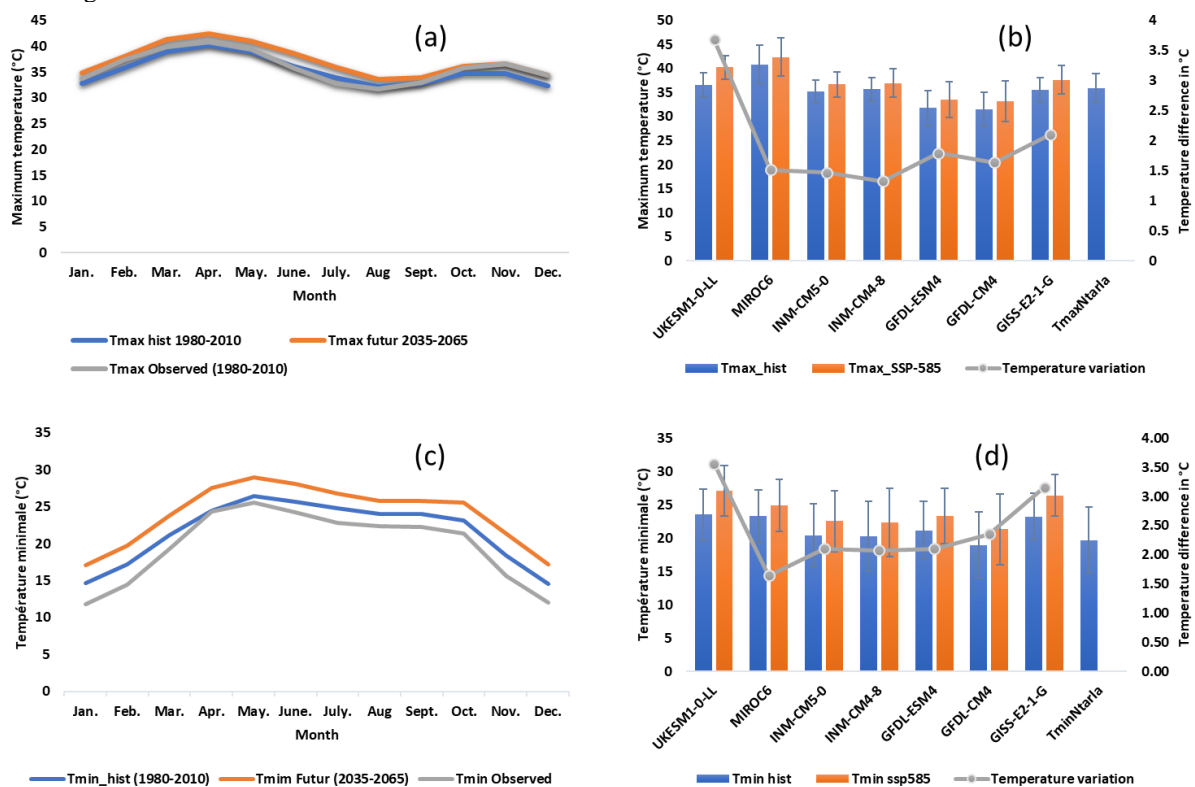 45
40
35
30
25
20
15
10
5
0
Maximum temperature (°C)
(a)
Jan. Feb. Mar. Apr. May. June. July. Aug Sept. Oct. Nov. Dec.
Month
Tmax hist 1980-2010 Tmax futur 2035-2065
Tmax Observed (1980-2010)
50
45
40
35
30
25
20
15
10
5
0
Maximum temperature (°C)
(b)
4
3.5
3
2.5
2
1.5
1
0.5
0
Temperature difference in °C
UKESM1-0-LL
MIROC6
INM-CM5-0
INM-CM4-8
GFDL-ESM4
GFDL-CM4
GISS-E2-1-G
TmaxNtarla
Tmax_hist Tmax_SSP-585 Temperature variation
35
30
25
20
15
10
5
0
Température minimale (°C)
(c)
Jan. Feb. Mar. Apr. May. June. July. Aug Sept. Oct. Nov. Dec.
Month
Tmin_hist (1980-2010) Tmim Futur (2035-2065) Tmin Observed
35
30
25
20
15
10
5
0
Température minimale (°C)
(d)
4.00
3.50
3.00
2.50
2.00
1.50
1.00
0.50
0.00
Temperature difference in °C
UKESM1-0-LL
MIROC6
INM-CM5-0
INM-CM4-8
GFDL-ESM4
GFDL-CM4
GISS-E2-1-G
TminNtarla
Tmin hist Tmin ssp585 Temperature variation